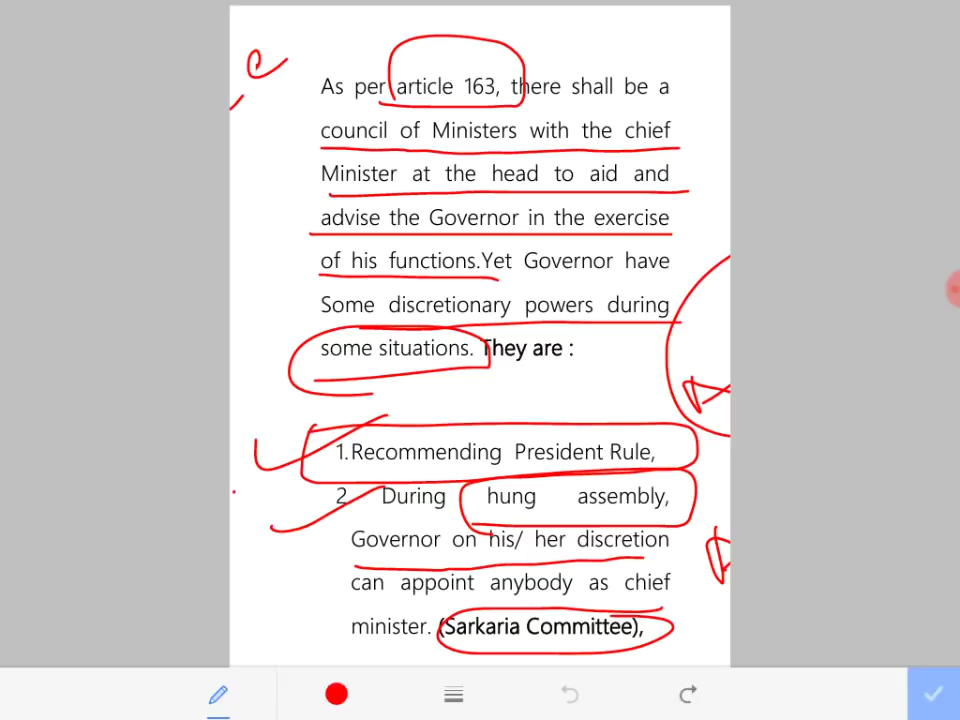 As per article 163, there shall be a
council of Ministers with the chief
Minister at the head to aid and
advise the Governor in the exercise
of his functions.Yet Governor have
Some discretionary powers during
some situations. They are :
1.Recommending President Rule,
2 During hung assembly,
Governor on his/ her discretion
can appoint anybody as chief
minister. (Sarkaria Committee),